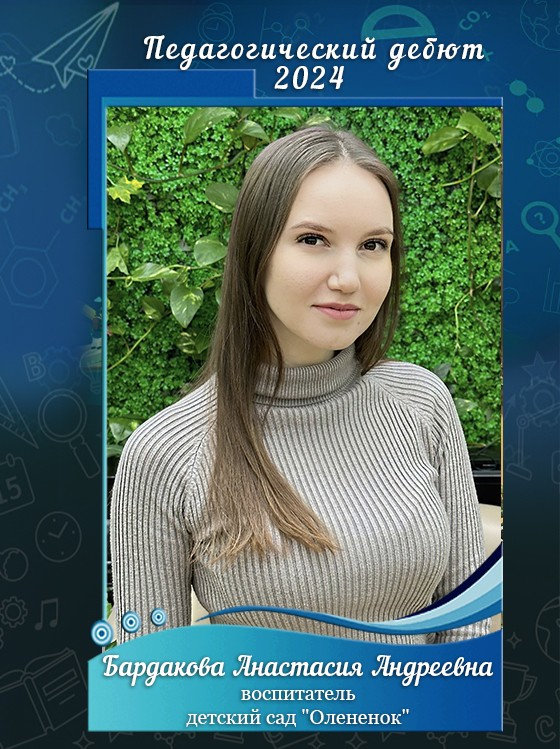 Педагогический дебют
2024
Бардакова Анастасия Андреевна
воспитатель
детский сад "Олененок"